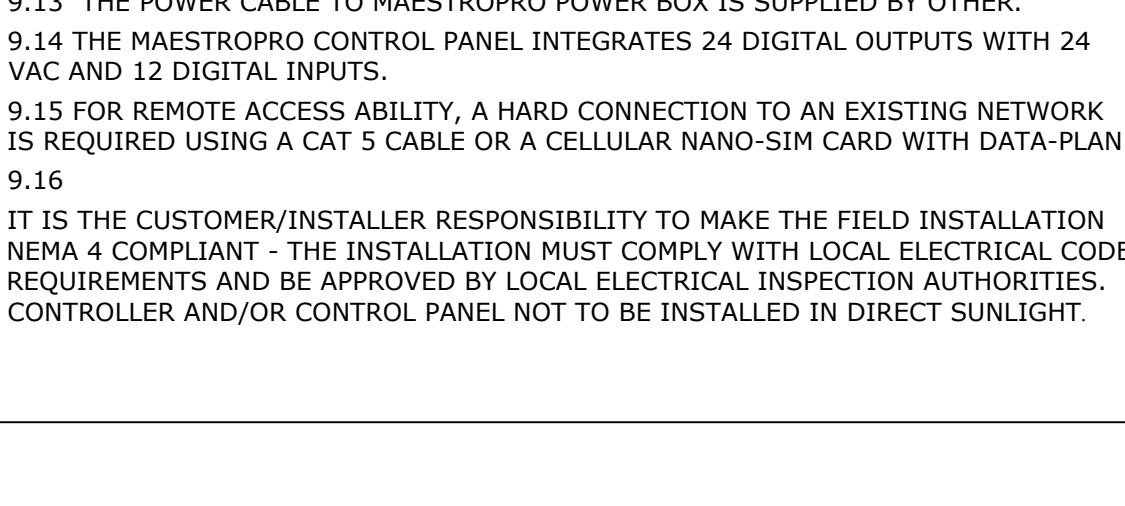 9.13 THE POWER CABLE TO MAESTROPRO POWER BOX IS SUPPLIED BY OTHER.
9.14 THE MAESTROPRO CONTROL PANEL INTEGRATES 24 DIGITAL OUTPUTS WITH 24
VAC AND 12 DIGITAL INPUTS.
9.15 FOR REMOTE ACCESS ABILITY, A HARD CONNECTION TO AN EXISTING NETWORK
IS REQUIRED USING A CAT 5 CABLE OR A CELLULAR NANO-SIM CARD WITH DATA-PLAN
9.16
IT IS THE CUSTOMER/INSTALLER RESPONSIBILITY TO MAKE THE FIELD INSTALLATION
NEMA 4 COMPLIANT - THE INSTALLATION MUST COMPLY WITH LOCAL ELECTRICAL CODE
REQUIREMENTS AND BE APPROVED BY LOCAL ELECTRICAL INSPECTION AUTHORITIES.
CONTROLLER AND/OR CONTROL PANEL NOT TO BE INSTALLED IN DIRECT SUNLIGHT.